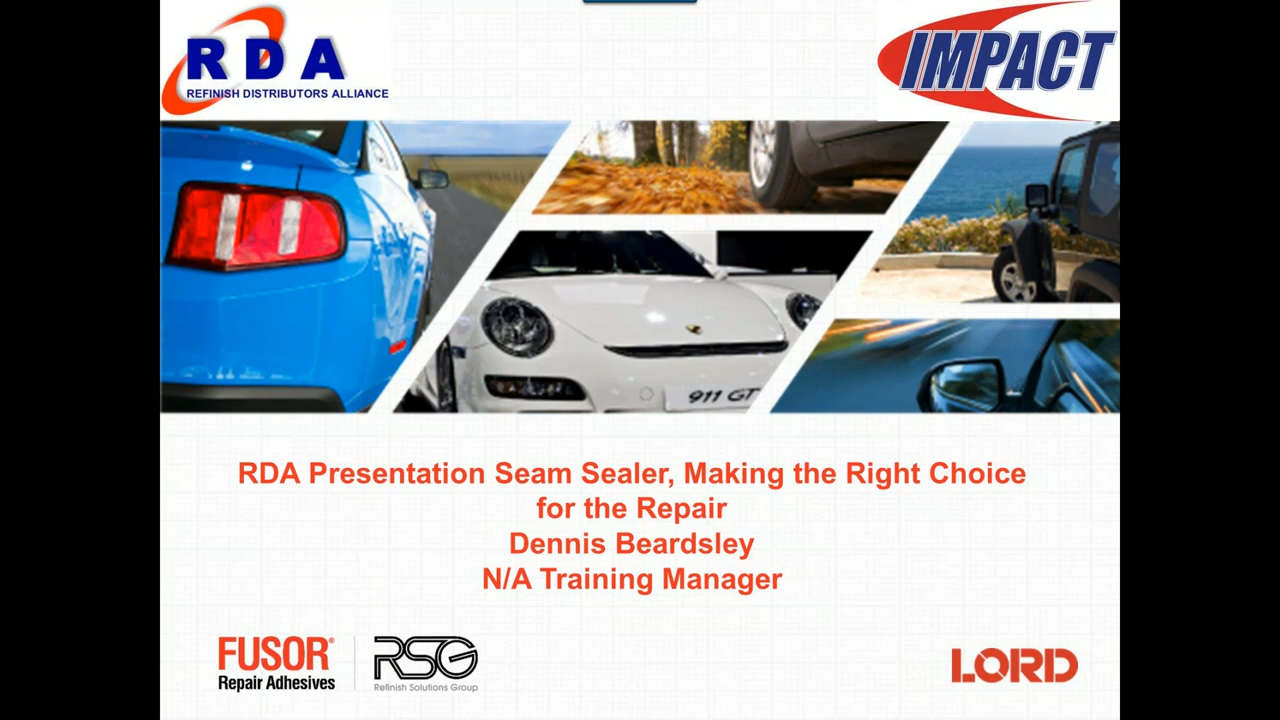 RDA
REFINISH DISTRIBUTORS ALLIANCE
IMPACT
911 GT
RDA Presentation Seam Sealer, Making the Right Choice
for the Repair
Dennis Beardsley
N/A Training Manager
FUSOR®
Repair Adhesives
RSG
Refinish Solutions Group
LORD